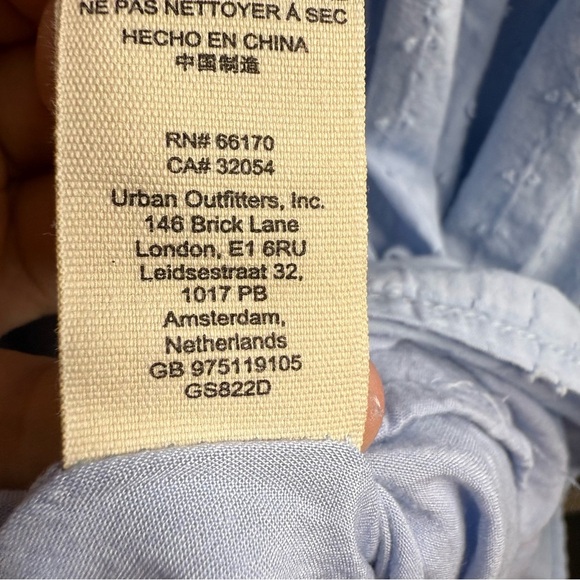 NE PAS NETTOYER À SEC
HECHO EN CHINA
中国制造
RN# 66170
CA# 32054
Urban Outfitters, Inc.
146 Brick Lane
London, E1 6RU
Leidsestraat 32,
1017 PB
Amsterdam,
Netherlands
GB 975119105
GS822D